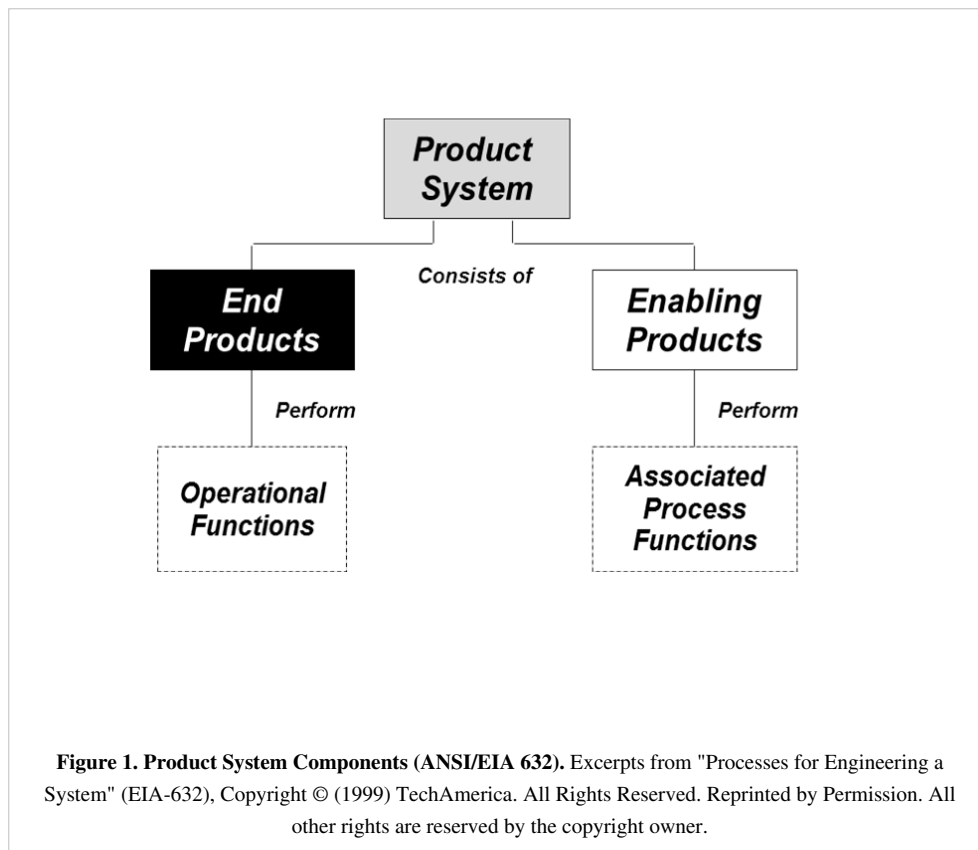 Product
System
Consists of
End
Products
Enabling
Products
Perform
Perform
Operational
Functions
Associated
Process
Functions
Figure 1. Product System Components (ANSI/EIA 632). Excerpts from "Processes for Engineering a
System" (EIA-632), Copyright © (1999) TechAmerica. All Rights Reserved. Reprinted by Permission. All
other rights are reserved by the copyright owner.